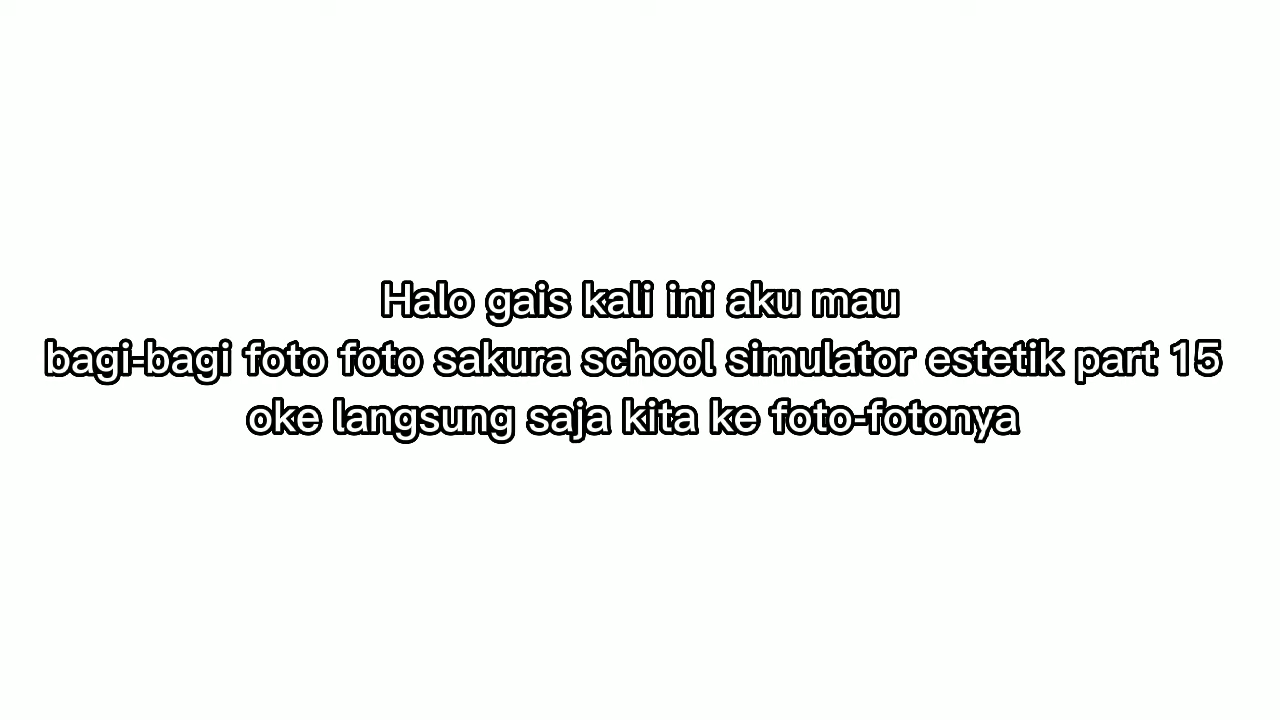 Halo gais kali ini aku mau
bagi-bagi foto foto sakura school simulator estetik part 15
oke langsung saja kita ke foto-fotonya